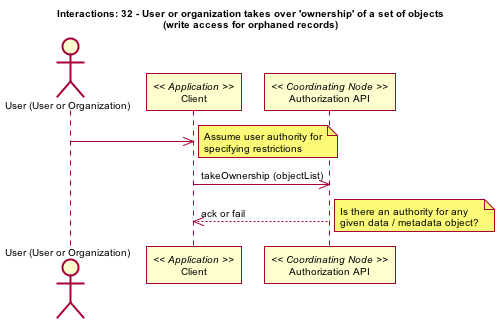 Interactions: 32 - User or organization takes over 'ownership' of a set of objects
(write access for orphaned records)
User (User or Organization)
<< Application >>
Client
<< Coordinating Node >>
Authorization API
Assume user authority for
specifying restrictions
takeOwnership (objectList)
ack or fail
Is there an authority for any
given data / metadata object?
User (User or Organization)
<< Application >>
Client
<< Coordinating Node >>
Authorization API